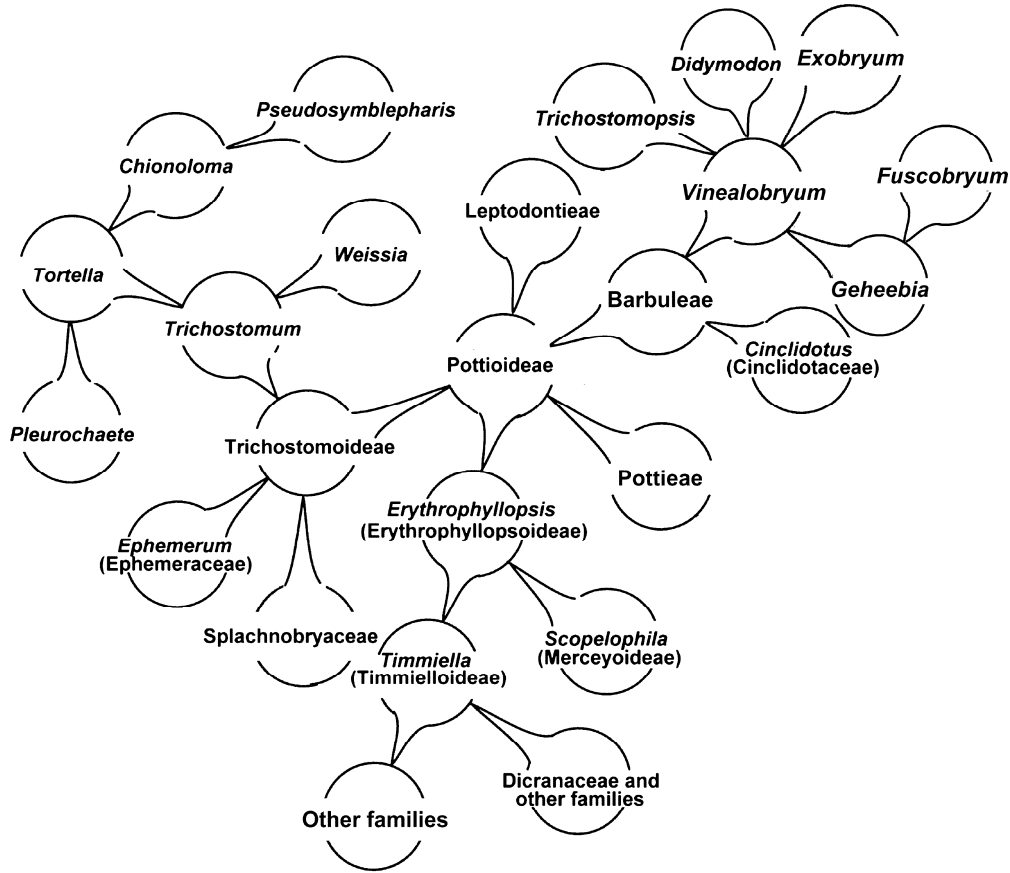 Exobryum
Didymodon
Pseudosymblepharis
Trichostomopsis
Chionoloma
Fuscobryum
Vinealobryum
Leptodontieae
Weissia
Tortella
Geheebia
Barbuleae
Trichostomum
Cinclidotus
(Cinclidotaceae)
Pottioideae
Pleurochaete
Trichostomoideae
Pottieae
Erythrophyllopsis
(Erythrophyllopsoideae)
Ephemerum
(Ephemeraceae)
Splachnobryaceae
Scopelophila
(Merceyoideae)
Timmiella
(Timmielloideae)
Dicranaceae and
other families
Other families